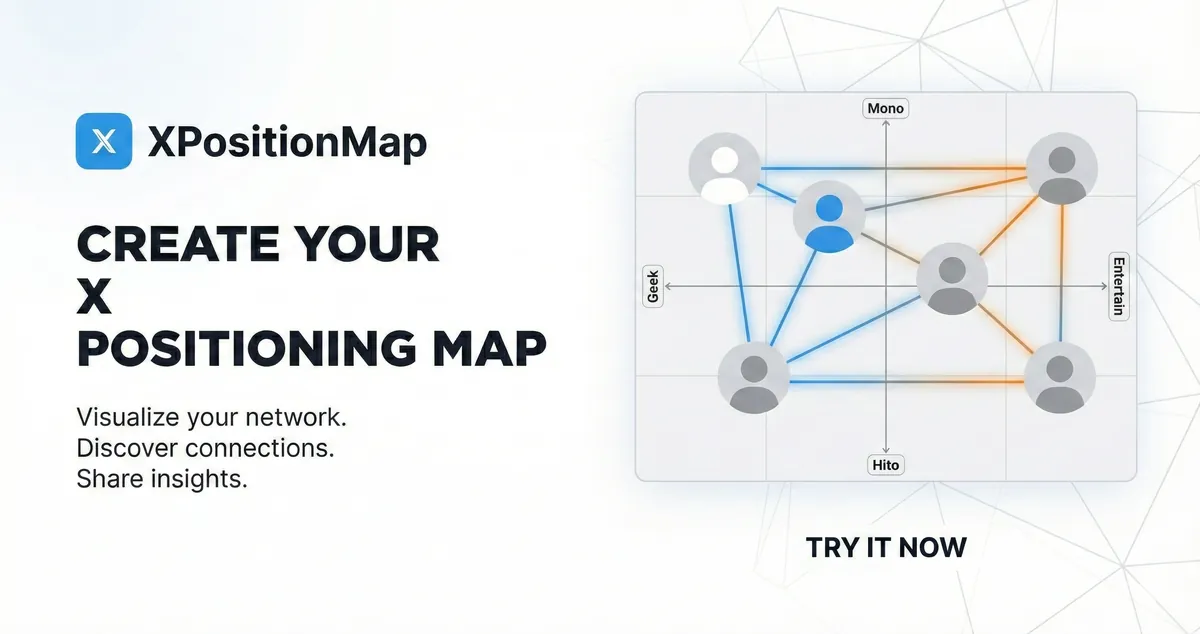 XPositionMap
CREATE YOUR
X
POSITIONING MAP
Visualize your network.
Discover connections.
Share insights.
Mono
Geek
Entertain
Hito
TRY IT NOW